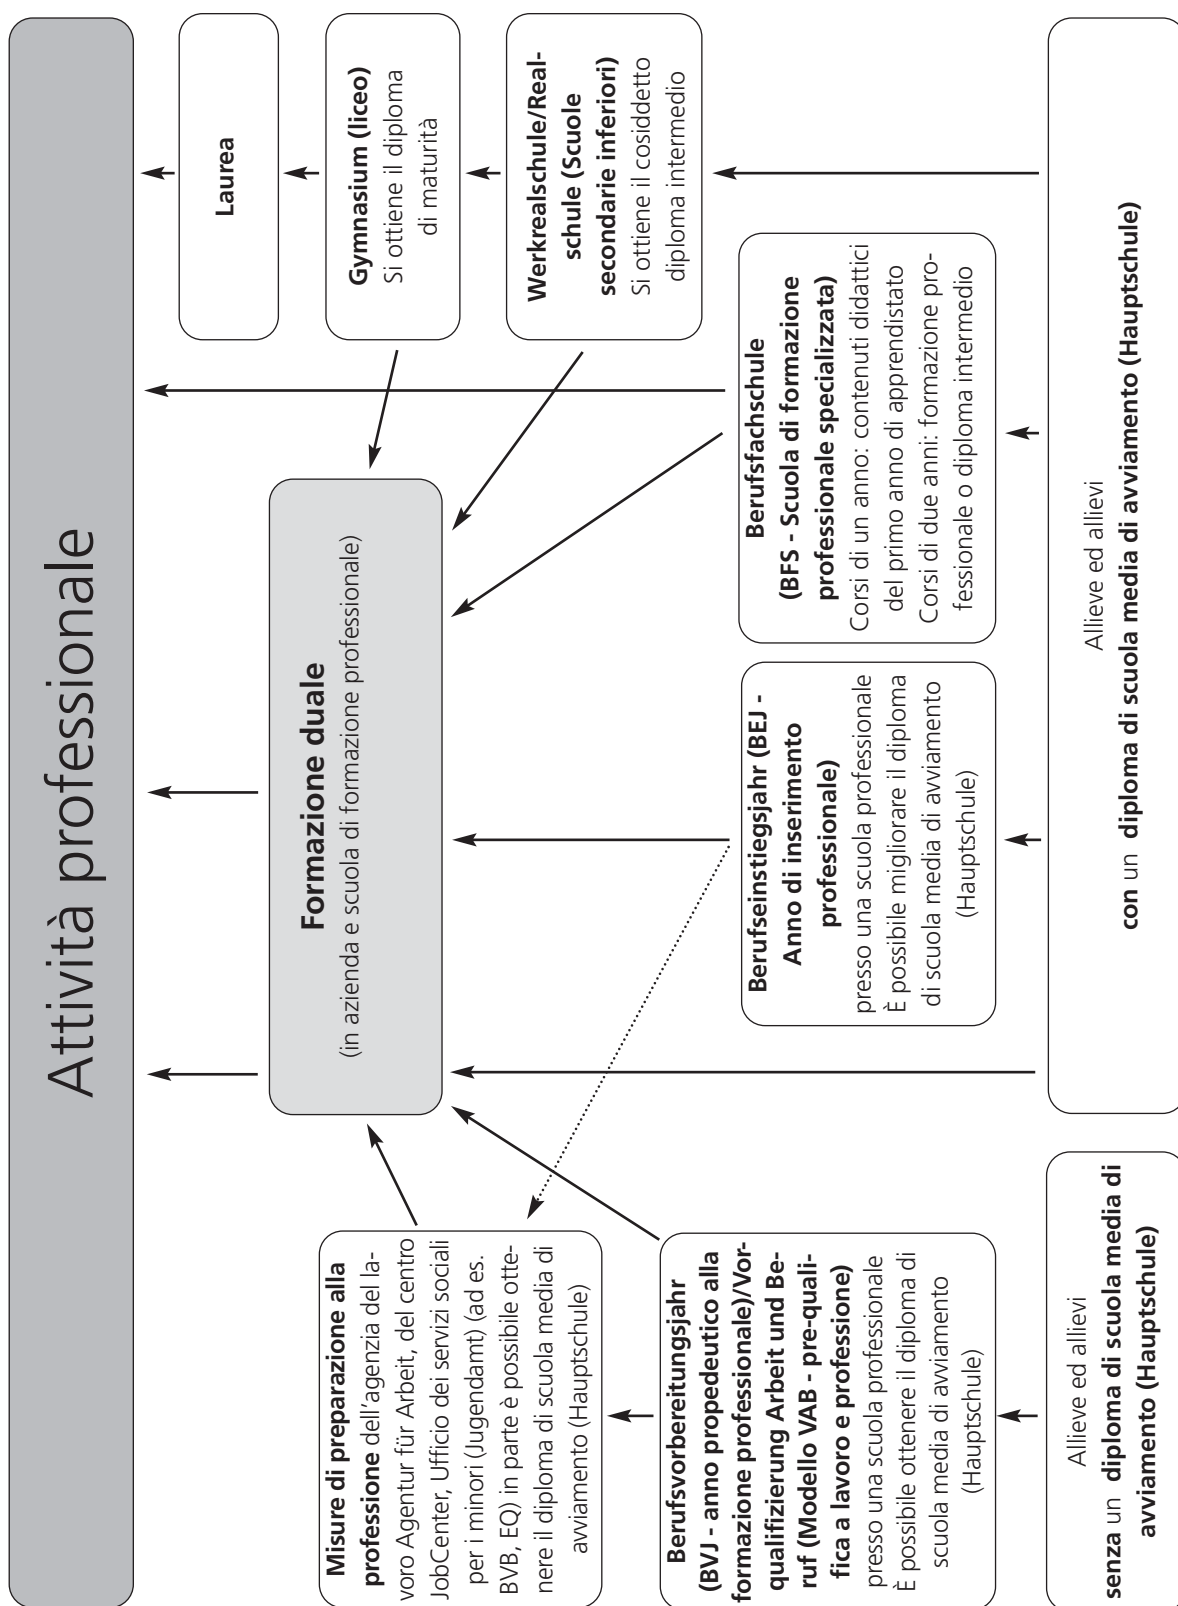 Attività professionale
Laurea
Gymnasium (liceo)
Si ottiene il diploma
di maturità
Werkrealschule/Real-
schule (Scuole
secondarie inferiori)
Si ottiene il cosiddetto
diploma intermedio
Formazione duale
(in azienda e scuola di formazione professionale)
Misure di preparazione alla
professione dell'agenzia del la-
voro Agentur für Arbeit, del centro
JobCenter, Ufficio dei servizi sociali
per i minori (Jugendamt) (ad es.
BVB, EQ) in parte è possibile otte-
nere il diploma di scuola media di
avviamento (Hauptschule)
Berufsvorbereitungsjahr
(BVJ - anno propedeutico alla
formazione professionale)/Vor-
qualifizierung Arbeit und Be-
ruf (Modello VAB - pre-quali-
fica a lavoro e professione)
presso una scuola professionale
È possibile ottenere il diploma di
scuola media di avviamento
(Hauptschule)
Berufseinstiegsjahr (BEJ -
Anno di inserimento
professionale)
presso una scuola professionale
È possibile migliorare il diploma
di scuola media di avviamento
(Hauptschule)
Berufsfachschule
(BFS - Scuola di formazione
professionale specializzata)
Corsi di un anno: contenuti didattici
del primo anno di apprendistato
Corsi di due anni: formazione pro-
fessionale o diploma intermedio
Allieve ed allievi
senza un diploma di scuola media di
avviamento (Hauptschule)
Allieve ed allievi
con un diploma di scuola media di avviamento (Hauptschule)